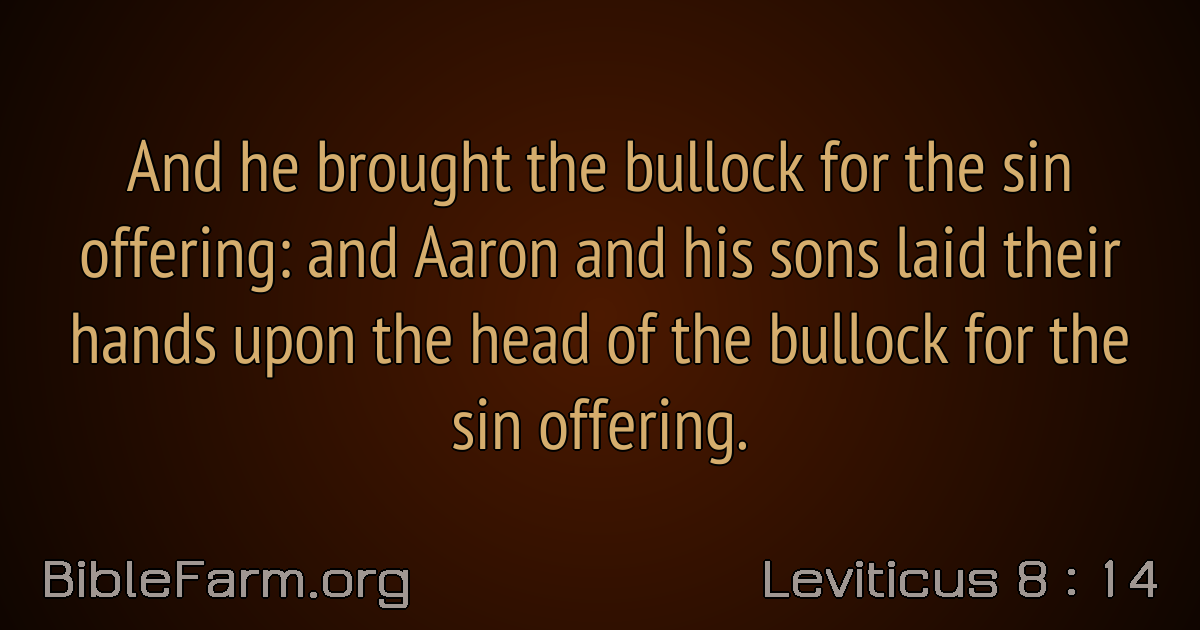 And he brought the bullock for the sin
offering: and Aaron and his sons laid their
hands upon the head of the bullock for the
sin offering.
BibleFarm.org
Leviticus 8 : 14